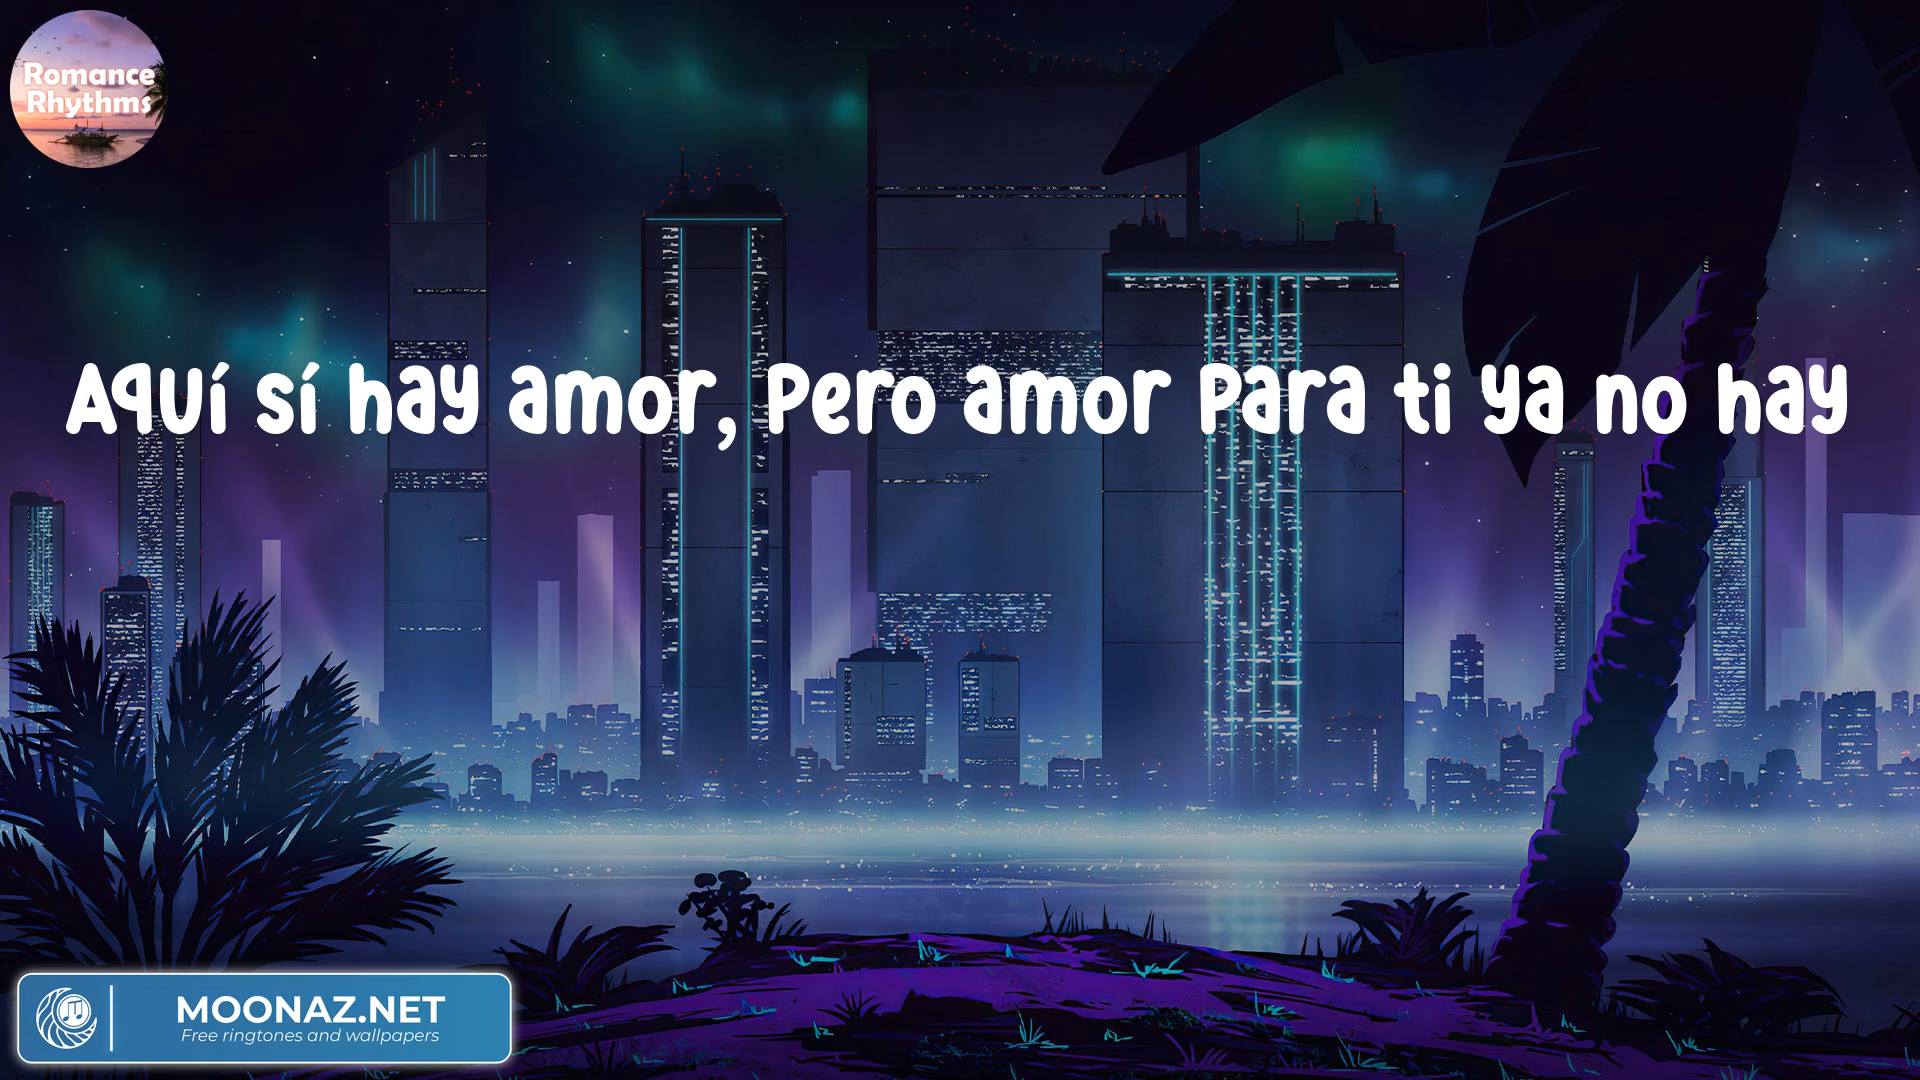 Romance
Rhythms
Aquí sí hay amor, Pero amor Para ti ya no hay
MOONAZ.NET
Free ringtones and wallpapers